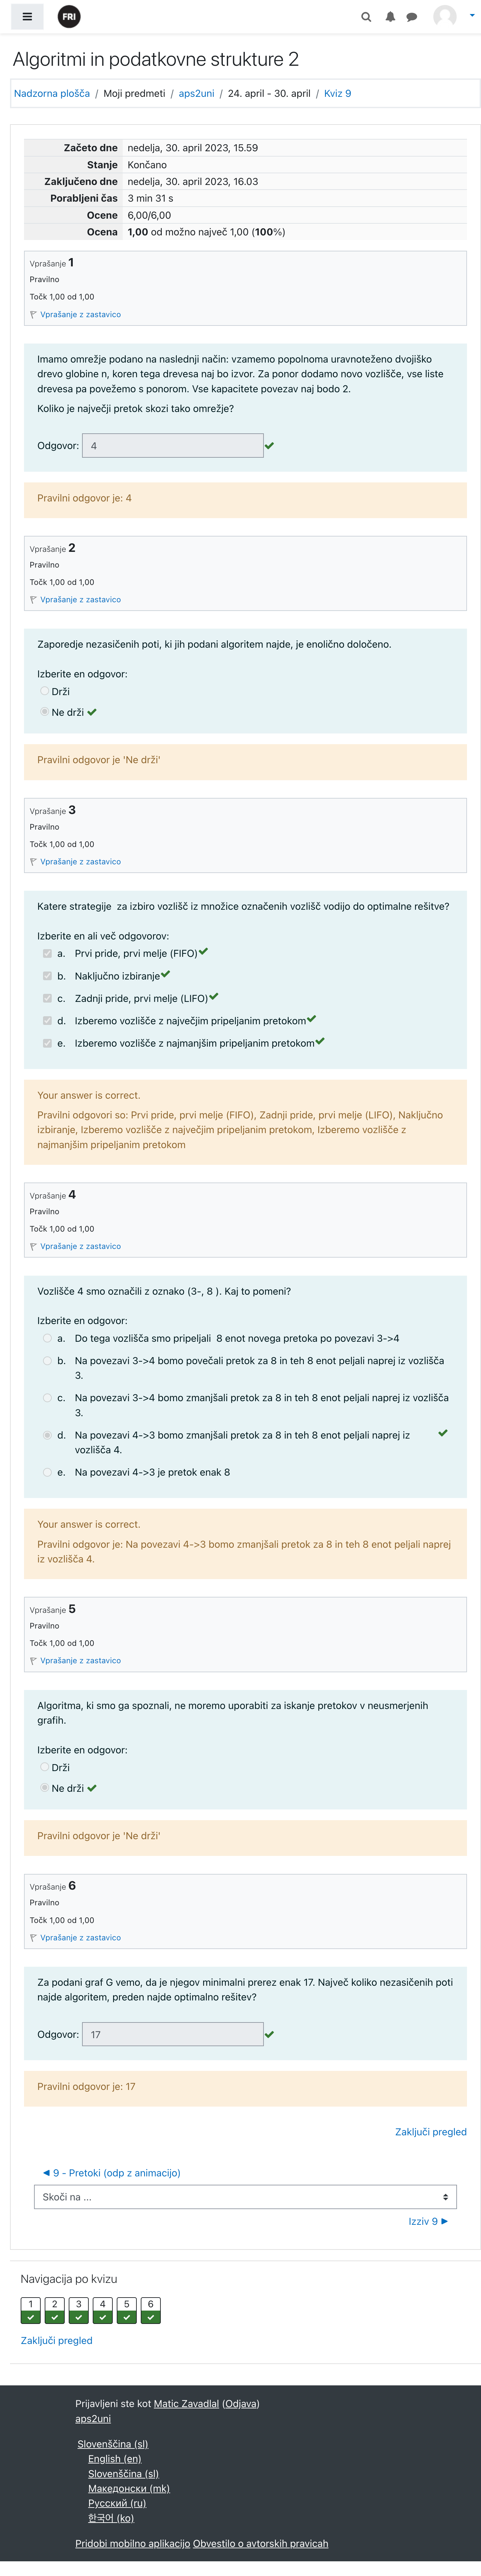 FRI
Algoritmi in podatkovne strukture 2
Nadzorna plošča / Moji predmeti / aps2uni / 24. april - 30. april / Kviz 9
Začeto dne nedelja, 30. april 2023, 15.59
Stanje Končano
Zaključeno dne nedelja, 30. april 2023, 16.03
Porabljeni čas 3 min 31 s
Ocene 6,00/6,00
Ocena 1,00 od možno največ 1,00 (100%)
Vprašanje 1
Pravilno
Točk 1,00 od 1,00
Vprašanje z zastavico
Imamo omrežje podano na naslednji način: vzamemo popolnoma uravnoteženo dvojiško
drevo globine n, koren tega drevesa naj bo izvor. Za ponor dodamo novo vozlišče, vse liste
drevesa pa povežemo s ponorom. Vse kapacitete povezav naj bodo 2.
Koliko je največji pretok skozi tako omrežje?
Odgovor: 4
Pravilni odgovor je: 4
Vprašanje 2
Pravilno
Točk 1,00 od 1,00
Vprašanje z zastavico
Zaporedje nezasičenih poti, ki jih podani algoritem najde, je enolično določeno.
Izberite en odgovor:
Drži
Ne drži
Pravilni odgovor je 'Ne drži'
Vprašanje 3
Pravilno
Točk 1,00 od 1,00
Vprašanje z zastavico
Katere strategije za izbiro vozlišč iz množice označenih vozlišč vodijo do optimalne rešitve?
Izberite en ali več odgovorov:
a. Prvi pride, prvi melje (FIFO)
b. Naključno izbiranje
c. Zadnji pride, prvi melje (LIFO)
d. Izberemo vozlišče z največjim pripeljanim pretokom
e. Izberemo vozlišče z najmanjšim pripeljanim pretokom
Your answer is correct.
Pravilni odgovori so: Prvi pride, prvi melje (FIFO), Zadnji pride, prvi melje (LIFO), Naključno
izbiranje, Izberemo vozlišče z največjim pripeljanim pretokom, Izberemo vozlišče z
najmanjšim pripeljanim pretokom
Vprašanje 4
Pravilno
Točk 1,00 od 1,00
Vprašanje z zastavico
Vozlišče 4 smo označili z oznako (3-, 8 ). Kaj to pomeni?
Izberite en odgovor:
a. Do tega vozlišča smo pripeljali 8 enot novega pretoka po povezavi 3->4
b. Na povezavi 3->4 bomo povečali pretok za 8 in teh 8 enot peljali naprej iz vozlišča
3.
c. Na povezavi 3->4 bomo zmanjšali pretok za 8 in teh 8 enot peljali naprej iz vozlišča
3.
d. Na povezavi 4->3 bomo zmanjšali pretok za 8 in teh 8 enot peljali naprej iz
vozlišča 4.
e. Na povezavi 4->3 je pretok enak 8
Your answer is correct.
Pravilni odgovor je: Na povezavi 4->3 bomo zmanjšali pretok za 8 in teh 8 enot peljali naprej
iz vozlišča 4.
Vprašanje 5
Pravilno
Točk 1,00 od 1,00
Vprašanje z zastavico
Algoritma, ki smo ga spoznali, ne moremo uporabiti za iskanje pretokov v neusmerjenih
grafih.
Izberite en odgovor:
Drži
Ne drži
Pravilni odgovor je 'Ne drži'
Vprašanje 6
Pravilno
Točk 1,00 od 1,00
Vprašanje z zastavico
Za podani graf G vemo, da je njegov minimalni prerez enak 17. Največ koliko nezasičenih poti
najde algoritem, preden najde optimalno rešitev?
Odgovor: 17
Pravilni odgovor je: 17
Zaključi pregled
◄ 9 - Pretoki (odp z animacijo)
Skoči na ...
Izziv 9 ►
Navigacija po kvizu
1 2 3 4 5 6
Zaključi pregled
Prijavljeni ste kot Matic Zavadlal (Odjava)
aps2uni
Slovenščina (sl)
English (en)
Slovenščina (sl)
Македонски (mk)
Русский (ru)
한국어 (ko)
Pridobi mobilno aplikacijo Obvestilo o avtorskih pravicah